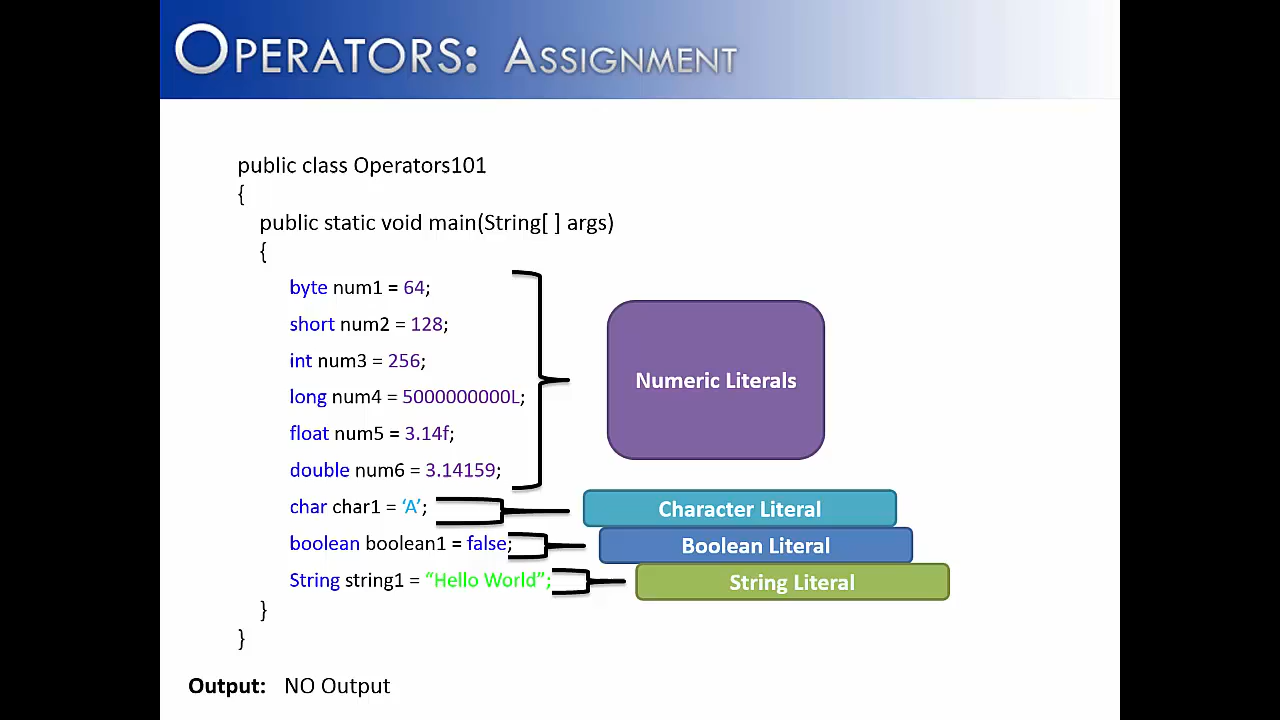 OPERATORS: ASSIGNMENT
public class Operators101
{
public static void main(String[ ] args)
{
byte num1 = 64;
short num2 = 128;
int num3 = 256;
long num4 = 5000000000L;
float num5 = 3.14f;
double num6 = 3.14159;
Numeric Literals
char char1 = ‘A’;
Character Literal
boolean boolean1 = false;
Boolean Literal
String string1 = “Hello World”;
String Literal
}
}
Output: NO Output